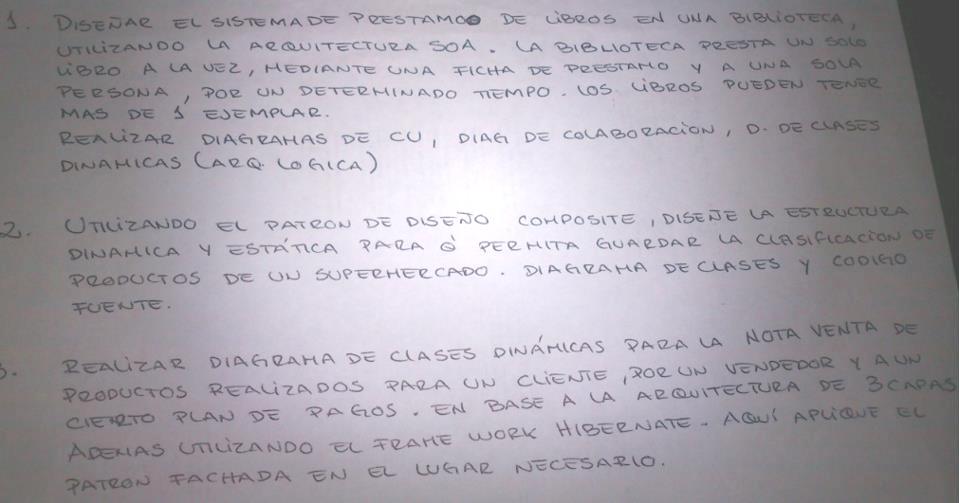 1. DISEÑAR EL SISTEMA DE PRESTAMO DE LIBROS EN UNA BIBLIOTECA,
UTILIZANDO LA ARQUITECTURA SOA. LA BIBLIOTECA PRESTA UN SOLO
LIBRO A LA VEZ, MEDIANTE UNA FICHA DE PRESTAMO Y A UNA SOLA
PERSONA, POR UN DETERMINADO TIEMPO. LOS LIBROS PUEDEN TENER
MAS DE 1 EJEMPLAR.
REALIZAR DIAGRAMAS DE CU, DIAG DE COLABORACION, D. DE CLASES
DINAMICAS (ARQ. LOGICA)
2. UTILIZANDO EL PATRON DE DISEÑO COMPOSITE, DISEÑE LA ESTRUCTURA
DINAMICA Y ESTÁTICA PARA Q' PERMITA GUARDAR LA CLASIFICACION DE
PRODUCTOS DE UN SUPERMERCADO. DIAGRAMA DE CLASES Y CODIGO
FUENTE.
3. REALIZAR DIAGRAMA DE CLASES DINÁMICAS PARA LA NOTA VENTA DE
PRODUCTOS REALIZADOS PARA UN CLIENTE, POR UN VENDEDOR Y A UN
CIERTO PLAN DE PAGOS. EN BASE A LA ARQUITECTURA DE 3 CAPAS
ADEMAS UTILIZANDO EL FRAME WORK HIBERNATE. AQUÍ APLIQUE EL
PATRON FACHADA EN EL LUGAR NECESARIO.